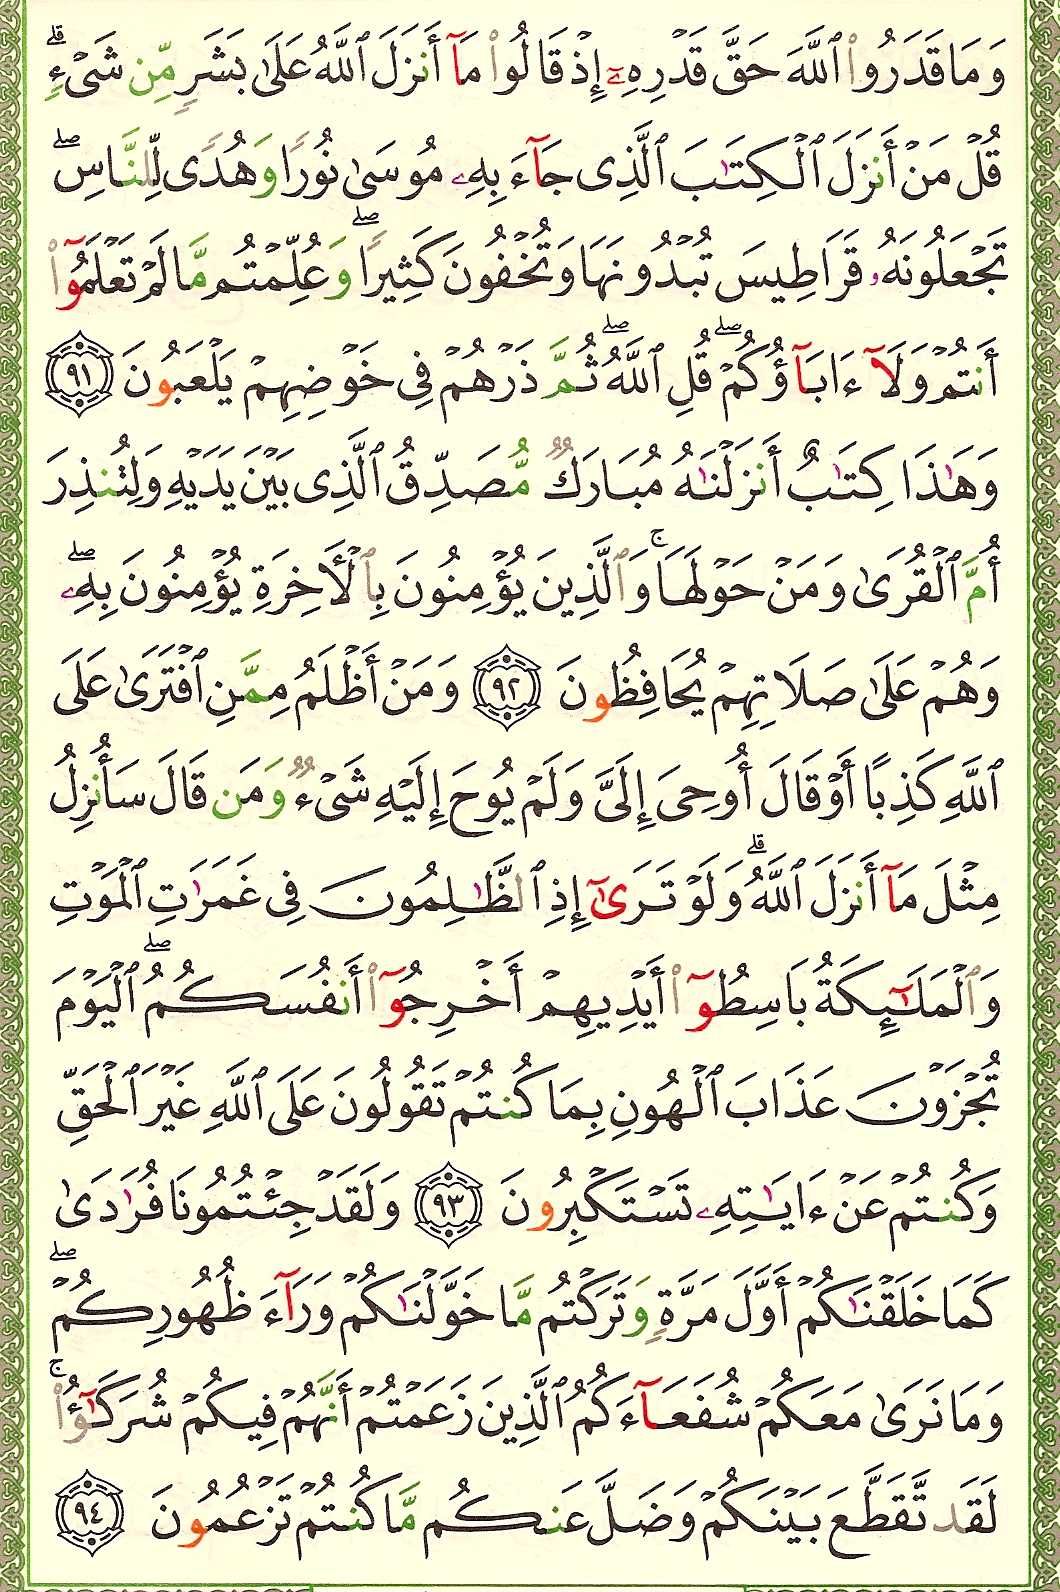 وَمَا قَدَرُوا۟ ٱللَّهَ حَقَّ قَدْرِهِۦٓ إِذْ قَالُوا۟ مَآ أَنزَلَ ٱللَّهُ عَلَىٰ بَشَرٍ مِّن شَىْءٍ ۗ
قُلْ مَنْ أَنزَلَ ٱلْكِتَـٰبَ ٱلَّذِى جَآءَ بِهِۦ مُوسَىٰ نُورًا وَهُدًى لِّلنَّاسِ ۖ
تَجْعَلُونَهُۥ قَرَاطِيسَ تُبْدُونَهَا وَتُخْفُونَ كَثِيرًا ۖ وَعُلِّمْتُم مَّا لَمْ تَعْلَمُوٓا۟
أَنتُمْ وَلَآ ءَابَآؤُكُمْ ۖ قُلِ ٱللَّهُ ۖ ثُمَّ ذَرْهُمْ فِى خَوْضِهِمْ يَلْعَبُونَ ٩١
وَهَـٰذَا كِتَـٰبٌ أَنزَلْنَـٰهُ مُبَارَكٌ مُّصَدِّقُ ٱلَّذِى بَيْنَ يَدَيْهِ وَلِتُنذِرَ
أُمَّ ٱلْقُرَىٰ وَمَنْ حَوْلَهَا ۚ وَٱلَّذِينَ يُؤْمِنُونَ بِٱلْأَخِرَةِ يُؤْمِنُونَ بِهِۦ ۖ
وَهُمْ عَلَىٰ صَلَاتِهِمْ يُحَافِظُونَ ٩٢ وَمَنْ أَظْلَمُ مِمَّنِ ٱفْتَرَىٰ عَلَى
ٱللَّهِ كَذِبًا أَوْ قَالَ أُوحِىَ إِلَىَّ وَلَمْ يُوحَ إِلَيْهِ شَىْءٌ وَمَن قَالَ سَأُنزِلُ
مِثْلَ مَآ أَنزَلَ ٱللَّهُ ۗ وَلَوْ تَرَىٰٓ إِذِ ٱلظَّـٰلِمُونَ فِى غَمَرَٰتِ ٱلْمَوْتِ
وَٱلْمَلَـٰٓئِكَةُ بَاسِطُوٓا۟ أَيْدِيهِمْ أَخْرِجُوٓا۟ أَنفُسَكُمُ ۖ ٱلْيَوْمَ
تُجْزَوْنَ عَذَابَ ٱلْهُونِ بِمَا كُنتُمْ تَقُولُونَ عَلَى ٱللَّهِ غَيْرَ ٱلْحَقِّ
وَكُنتُمْ عَنْ ءَايَـٰتِهِۦ تَسْتَكْبِرُونَ ٩٣ وَلَقَدْ جِئْتُمُونَا فُرَٰدَىٰ
كَمَا خَلَقْنَـٰكُمْ أَوَّلَ مَرَّةٍ وَتَرَكْتُم مَّا خَوَّلْنَـٰكُمْ وَرَآءَ ظُهُورِكُمْ ۖ
وَمَا نَرَىٰ مَعَكُمْ شُفَعَآءَكُمُ ٱلَّذِينَ زَعَمْتُمْ أَنَّهُمْ فِيكُمْ شُرَكَـٰٓؤُا۟ ۚ
لَقَد تَّقَطَّعَ بَيْنَكُمْ وَضَلَّ عَنكُم مَّا كُنتُمْ تَزْعُمُونَ ٩٤